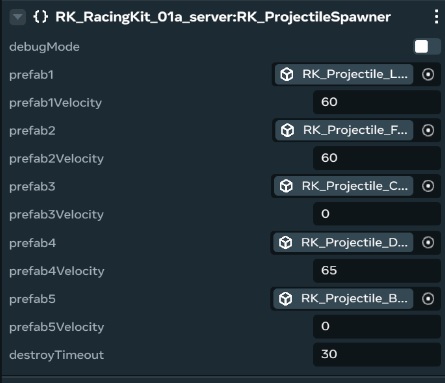 {} RK_RacingKit_01a_server:RK_ProjectileSpawner
debugMode
prefab1 RK_Projectile_L...
prefab1Velocity 60
prefab2 RK_Projectile_F...
prefab2Velocity 60
prefab3 RK_Projectile_C...
prefab3Velocity 0
prefab4 RK_Projectile_D...
prefab4Velocity 65
prefab5 RK_Projectile_B...
prefab5Velocity 0
destroyTimeout 30